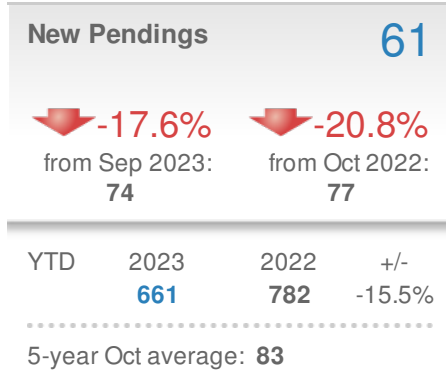 New Pendings 61
-17.6% -20.8%
from Sep 2023: from Oct 2022:
74 77
YTD 2023 2022 +/-
661 782 -15.5%
5-year Oct average: 83